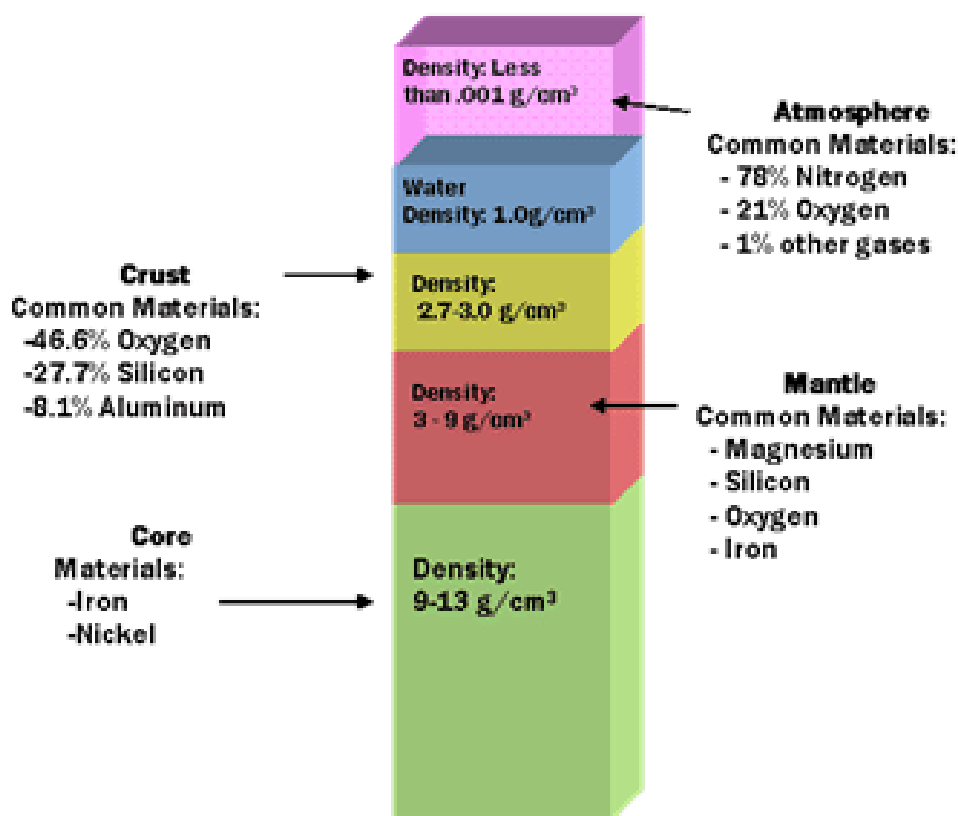 Density: Less
than .001 g/cm³
Atmosphere
Common Materials:
- 78% Nitrogen
- 21% Oxygen
- 1% other gases
Water
Density: 1.0g/cm³
Crust
Common Materials:
-46.6% Oxygen
-27.7% Silicon
-8.1% Aluminum
Density:
2.7-3.0 g/cm³
Density:
3 - 9 g/cm³
Mantle
Common Materials:
- Magnesium
- Silicon
- Oxygen
- Iron
Core
Materials:
-Iron
-Nickel
Density:
9-13 g/cm³